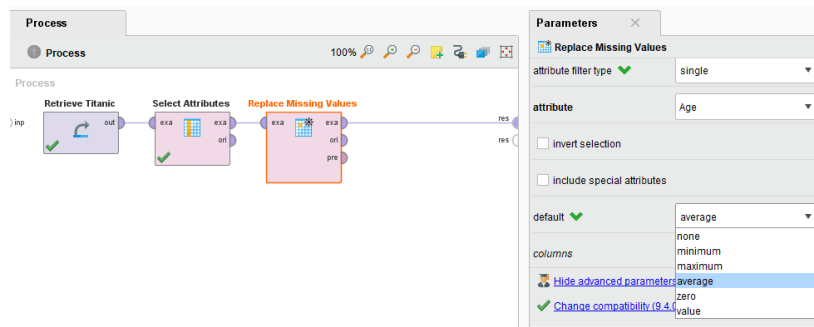 Process
Process
100%
Process
Retrieve Titanic
Select Attributes
Replace Missing Values
inp
out
exa
exa
ori
exa
exa
ori
pre
res
res
Parameters
Replace Missing Values
attribute filter type
single
attribute
Age
invert selection
include special attributes
default
average
none
minimum
maximum
average
zero
value
columns
Hide advanced parameters
Change compatibility (9.4.0